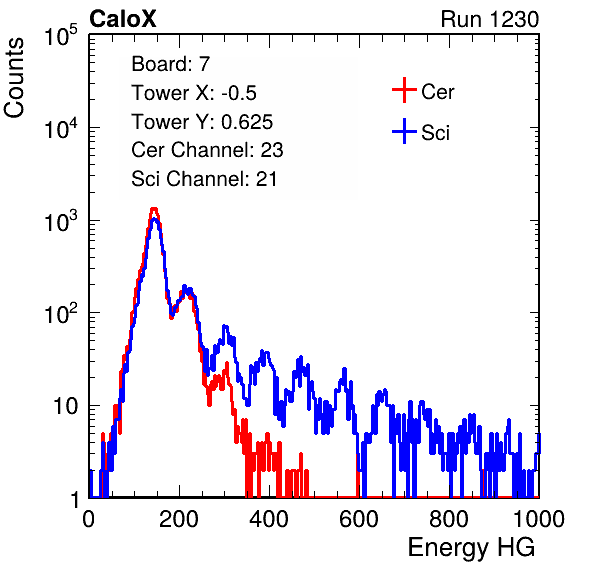 CaloX Run 1230
Counts
Board: 7
Tower X: -0.5
Tower Y: 0.625
Cer Channel: 23
Sci Channel: 21
Cer
Sci
10^5
10^4
10^3
10^2
10
1
0 200 400 600 800 1000
Energy HG